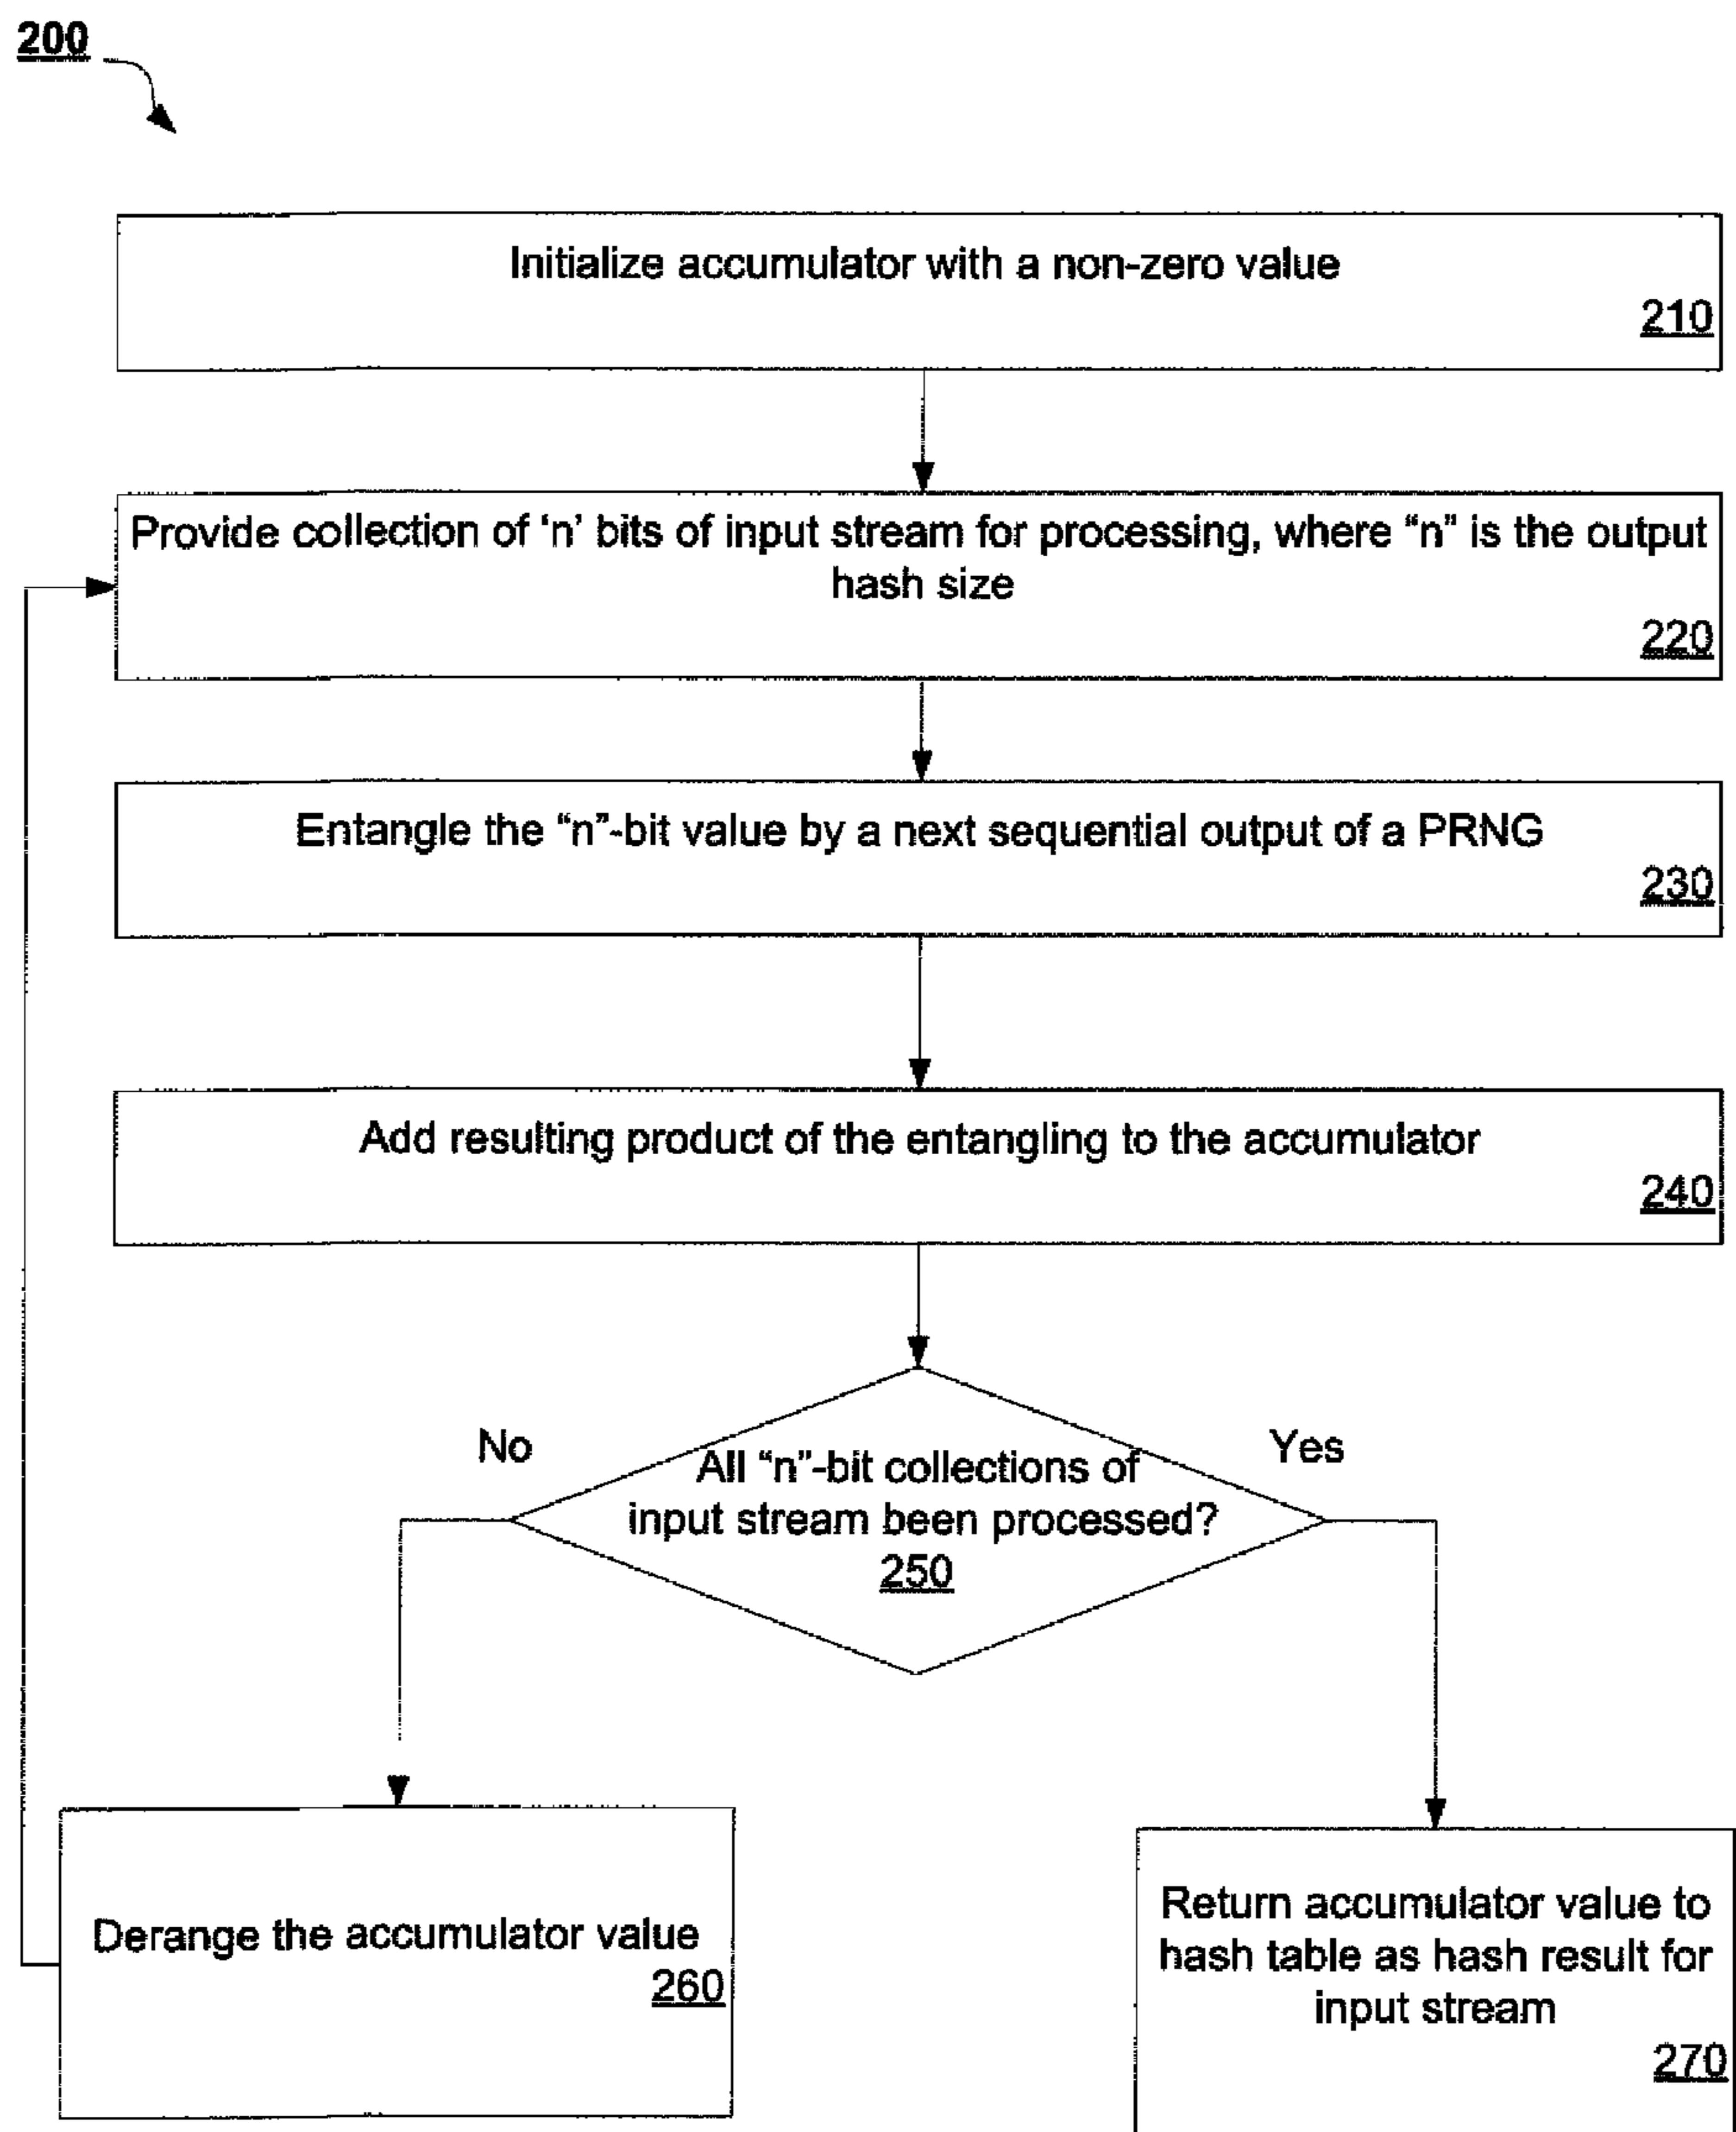 200
Initialize accumulator with a non-zero value
210
Provide collection of ‘n’ bits of input stream for processing, where “n” is the output
hash size
220
Entangle the “n”-bit value by a next sequential output of a PRNG
230
Add resulting product of the entangling to the accumulator
240
No
Yes
All “n”-bit collections of
input stream been processed?
250
Derange the accumulator value
260
Return accumulator value to
hash table as hash result for
input stream
270